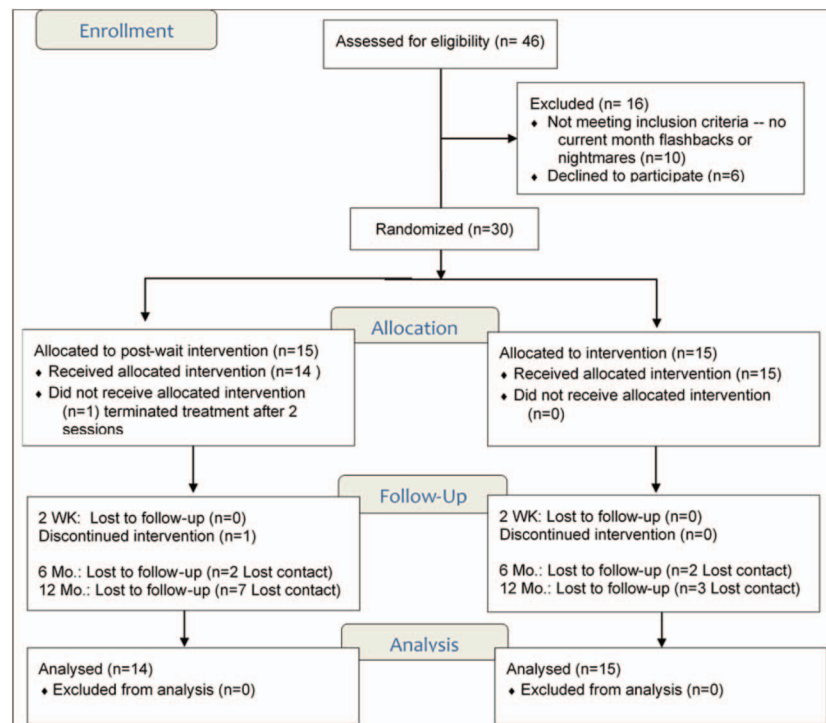 Enrollment
Assessed for eligibility (n= 46)
Excluded (n= 16)
♦ Not meeting inclusion criteria -- no
current month flashbacks or
nightmares (n=10)
♦ Declined to participate (n=6)
Randomized (n=30)
Allocation
Allocated to post-wait intervention (n=15)
♦ Received allocated intervention (n=14 )
♦ Did not receive allocated intervention
(n=1) terminated treatment after 2
sessions
Allocated to intervention (n=15)
♦ Received allocated intervention (n=15)
♦ Did not receive allocated intervention
(n=0)
Follow-Up
2 WK: Lost to follow-up (n=0)
Discontinued intervention (n=1)
6 Mo.: Lost to follow-up (n=2 Lost contact)
12 Mo.: Lost to follow-up (n=7 Lost contact)
2 WK: Lost to follow-up (n=0)
Discontinued intervention (n=0)
6 Mo.: Lost to follow-up (n=2 Lost contact)
12 Mo.: Lost to follow-up (n=3 Lost contact)
Analysis
Analysed (n=14)
♦ Excluded from analysis (n=0)
Analysed (n=15)
♦ Excluded from analysis (n=0)